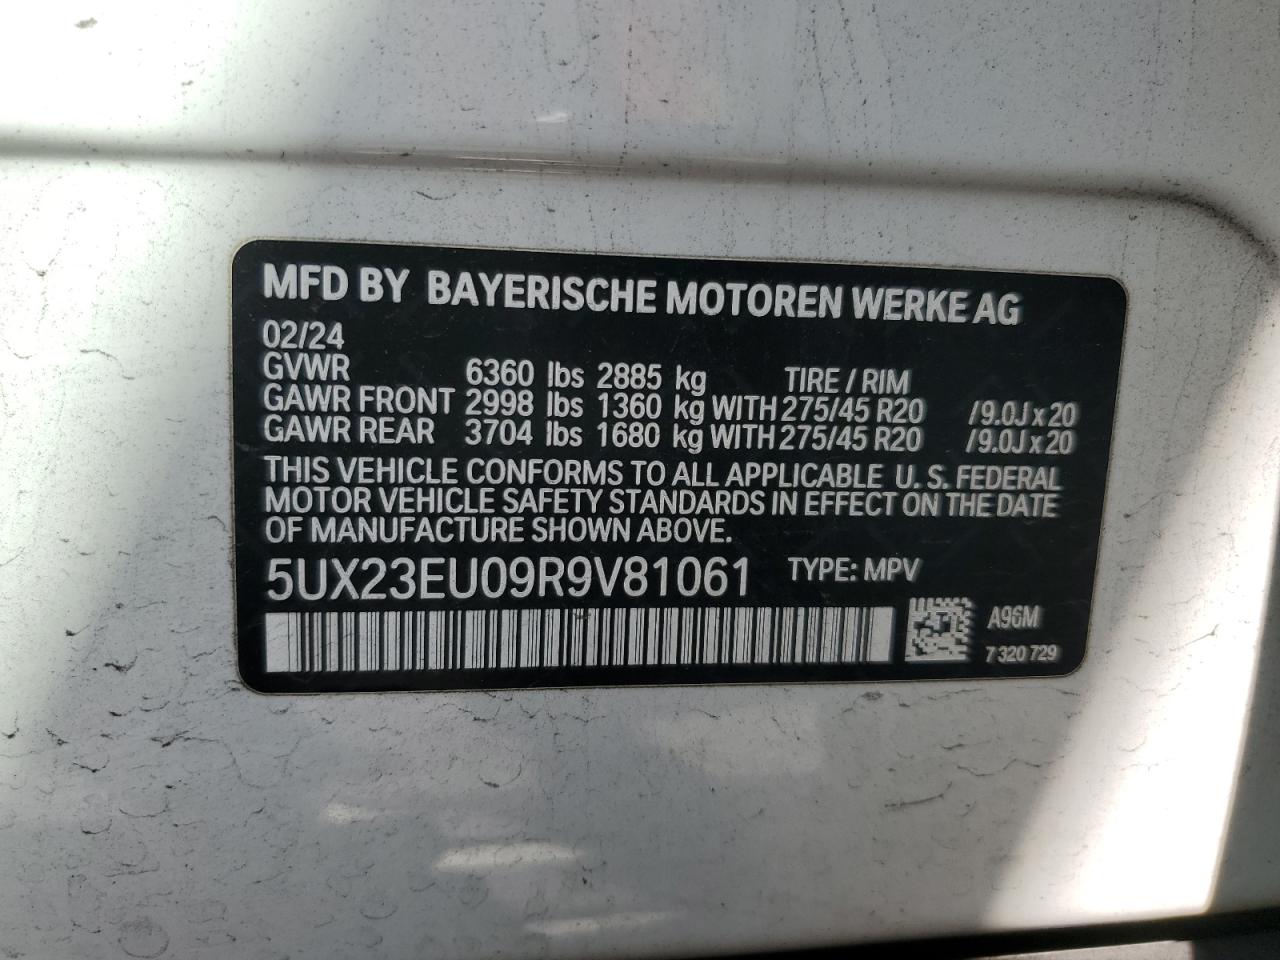 MFD BY BAYERISCHE MOTOREN WERKE AG
02/24
GVWR 6360 lbs 2885 kg TIRE / RIM
GAWR FRONT 2998 lbs 1360 kg WITH 275/45 R20 /9.0J x 20
GAWR REAR 3704 lbs 1680 kg WITH 275/45 R20 /9.0J x 20
THIS VEHICLE CONFORMS TO ALL APPLICABLE U.S. FEDERAL
MOTOR VEHICLE SAFETY STANDARDS IN EFFECT ON THE DATE
OF MANUFACTURE SHOWN ABOVE.
5UX23EU09R9V81061 TYPE: MPV
A96M
7 320 729